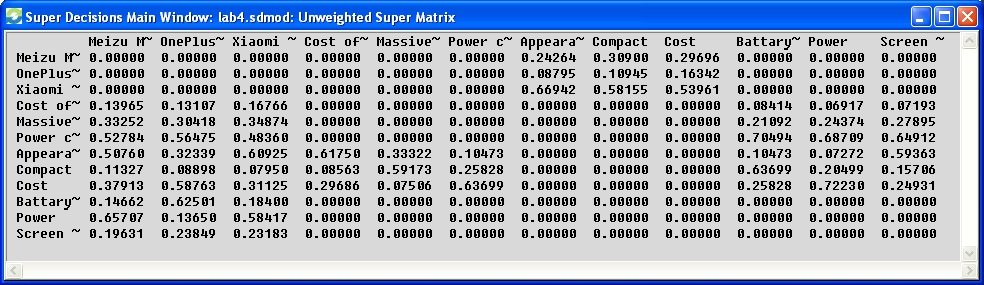 Super Decisions Main Window: lab4.sdmod: Unweighted Super Matrix
Meizu M~ OnePlus~ Xiaomi ~ Cost of~ Massive~ Power c~ Appeara~ Compact Cost Battary~ Power Screen ~
Meizu M~ 0.00000 0.00000 0.00000 0.00000 0.00000 0.00000 0.24264 0.30900 0.29696 0.00000 0.00000 0.00000
OnePlus~ 0.00000 0.00000 0.00000 0.00000 0.00000 0.00000 0.08795 0.10945 0.16342 0.00000 0.00000 0.00000
Xiaomi ~ 0.00000 0.00000 0.00000 0.00000 0.00000 0.00000 0.66942 0.58155 0.53961 0.00000 0.00000 0.00000
Cost of~ 0.13965 0.13107 0.16766 0.00000 0.00000 0.00000 0.00000 0.00000 0.00000 0.08414 0.06917 0.07193
Massive~ 0.33252 0.30418 0.34874 0.00000 0.00000 0.00000 0.00000 0.00000 0.00000 0.21092 0.24374 0.27895
Power c~ 0.52784 0.56475 0.48360 0.00000 0.00000 0.00000 0.00000 0.00000 0.00000 0.70494 0.68709 0.64912
Appeara~ 0.50760 0.32339 0.60925 0.61750 0.33322 0.10473 0.00000 0.00000 0.00000 0.10473 0.07272 0.59363
Compact 0.11327 0.08898 0.07950 0.08563 0.59173 0.25828 0.00000 0.00000 0.00000 0.63699 0.20499 0.15706
Cost 0.37913 0.58763 0.31125 0.29686 0.07506 0.63699 0.00000 0.00000 0.00000 0.25828 0.72230 0.24931
Battary~ 0.14662 0.62501 0.18400 0.00000 0.00000 0.00000 0.00000 0.00000 0.00000 0.00000 0.00000 0.00000
Power 0.65707 0.13650 0.58417 0.00000 0.00000 0.00000 0.00000 0.00000 0.00000 0.00000 0.00000 0.00000
Screen ~ 0.19631 0.23849 0.23183 0.00000 0.00000 0.00000 0.00000 0.00000 0.00000 0.00000 0.00000 0.00000